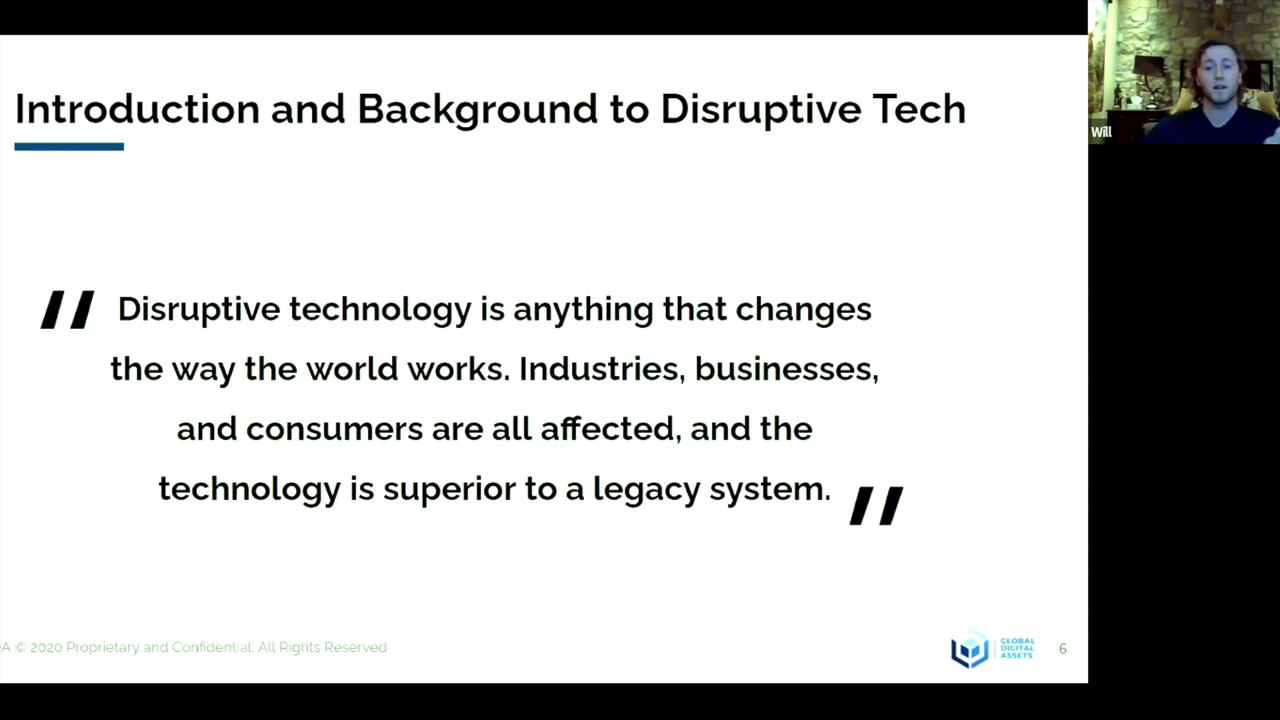 Introduction and Background to Disruptive Tech
Will
" Disruptive technology is anything that changes
the way the world works. Industries, businesses,
and consumers are all affected, and the
technology is superior to a legacy system. "
A © 2020 Proprietary and Confidential. All Rights Reserved
GLOBAL
DIGITAL
ASSETS
6